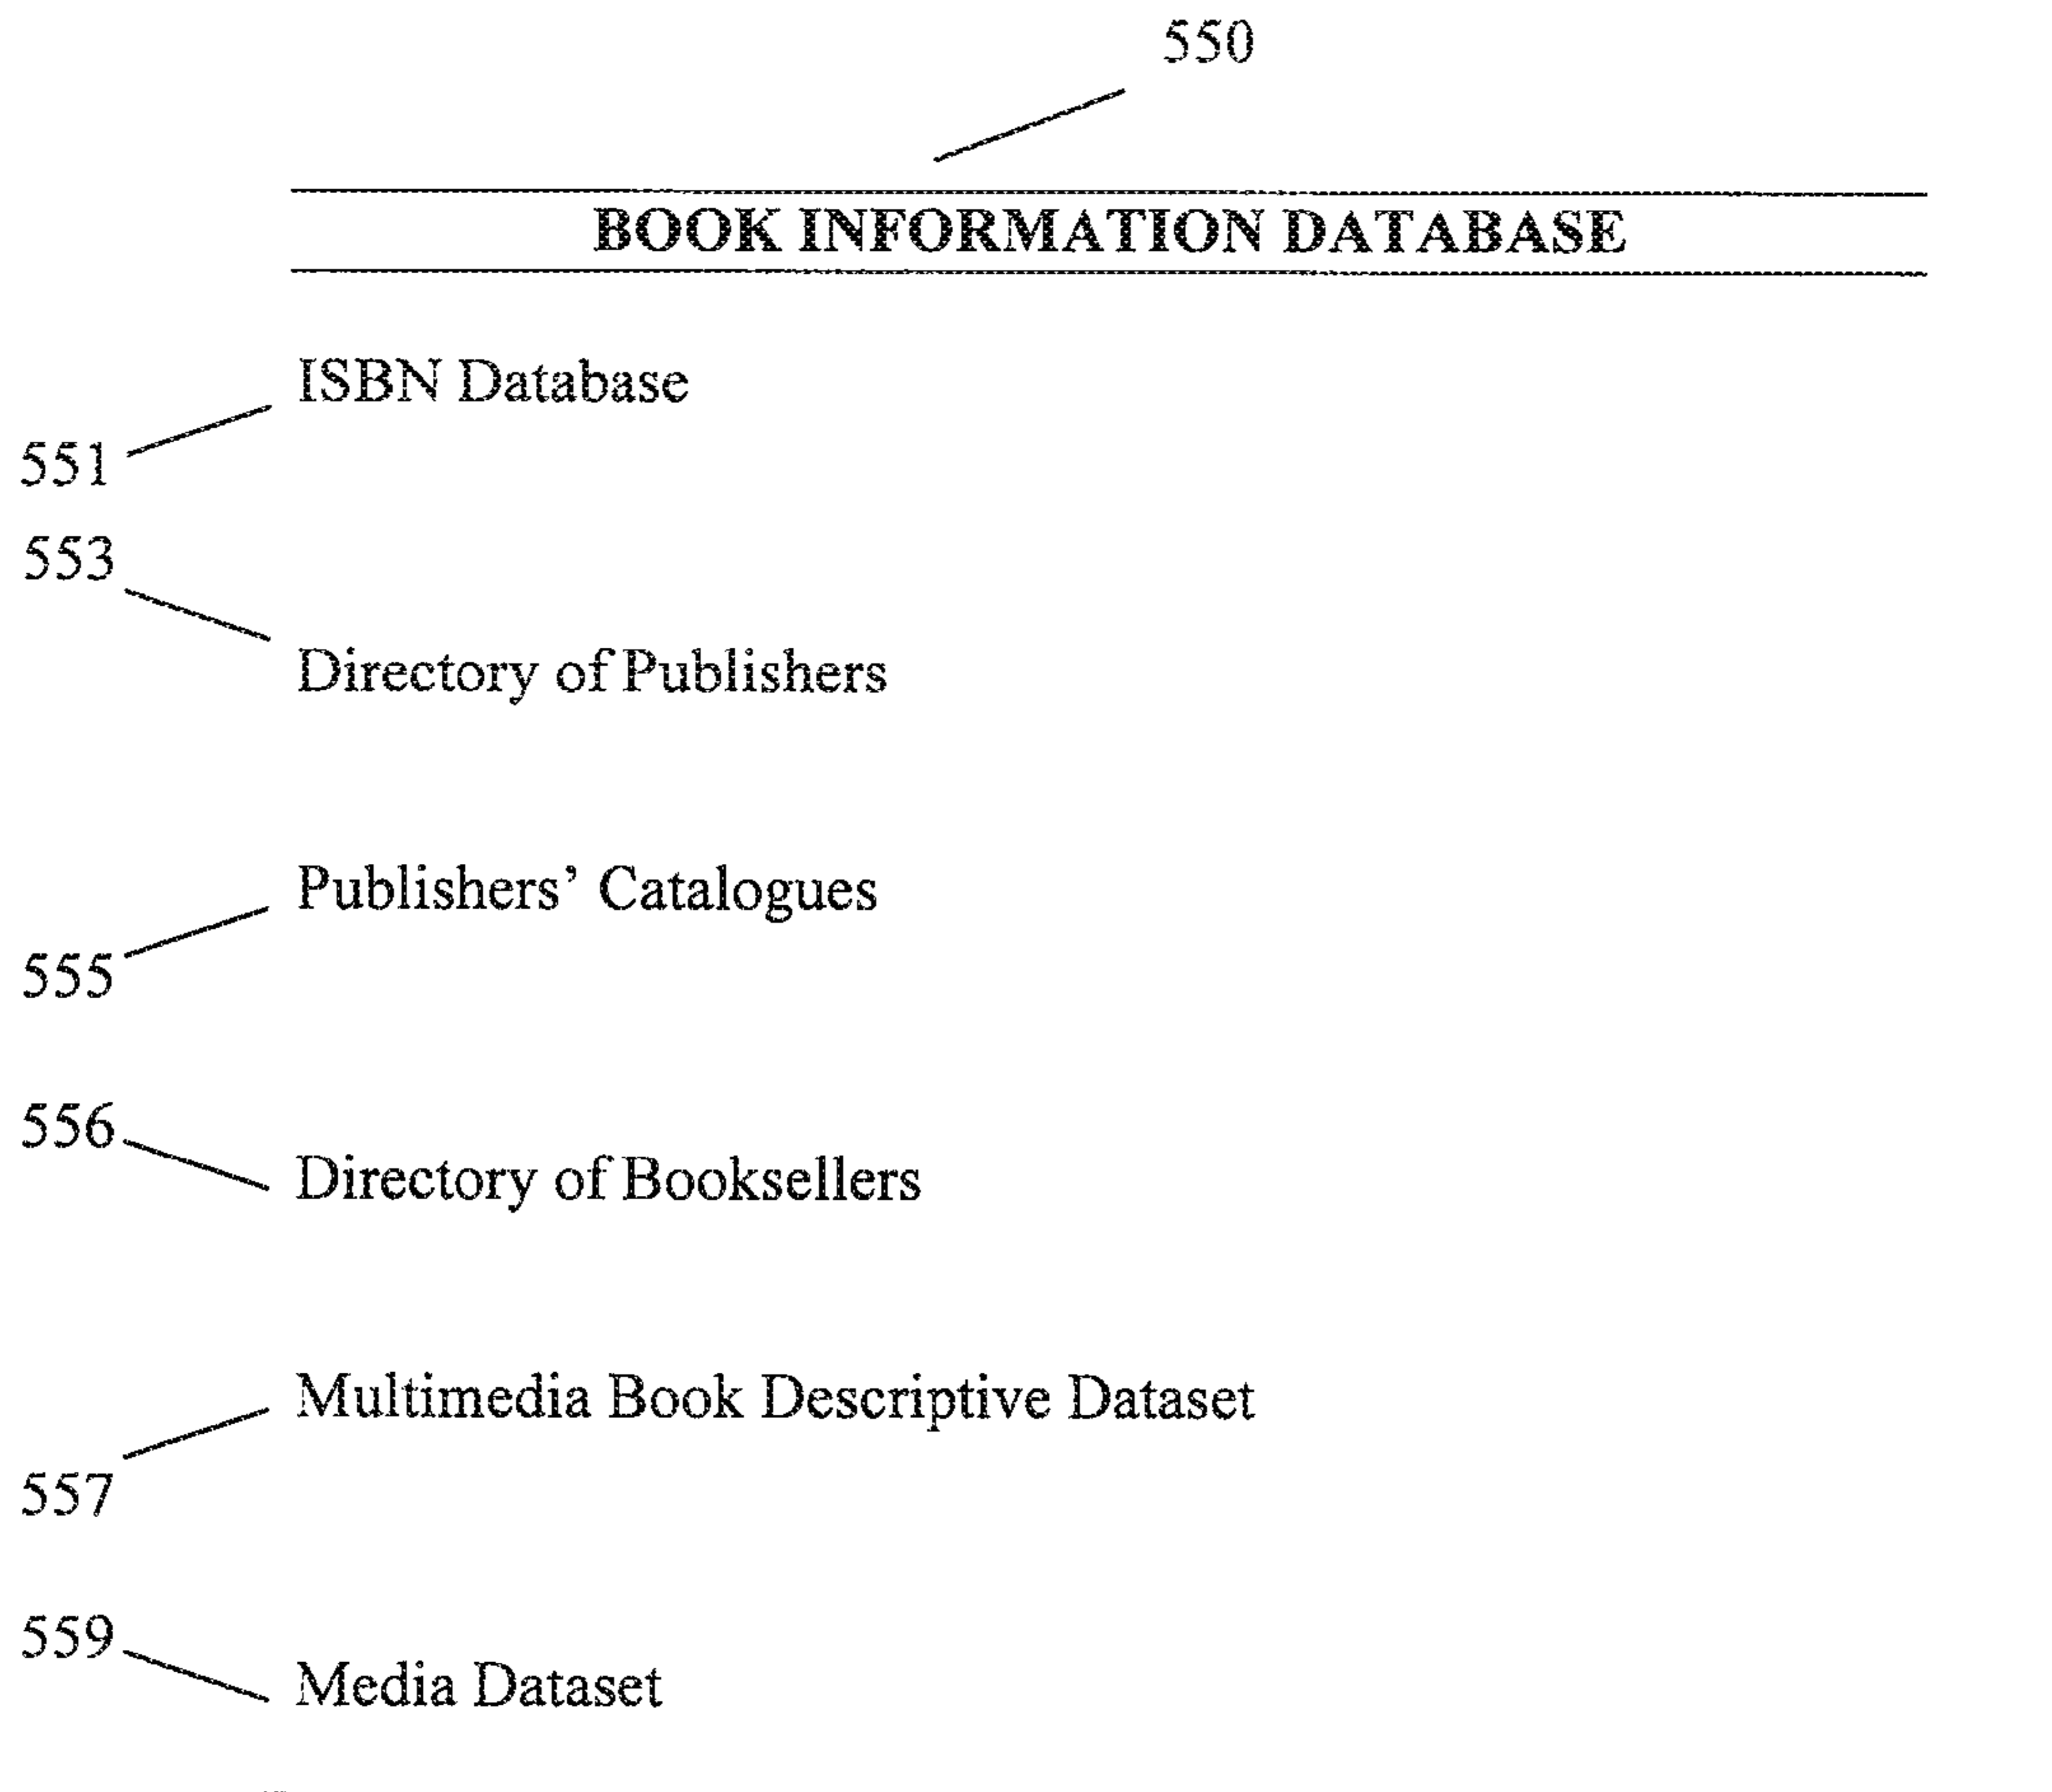 550
BOOK INFORMATION DATABASE
ISBN Database
551
553
Directory of Publishers
Publishers’ Catalogues
555
556
Directory of Booksellers
Multimedia Book Descriptive Dataset
557
559
Media Dataset